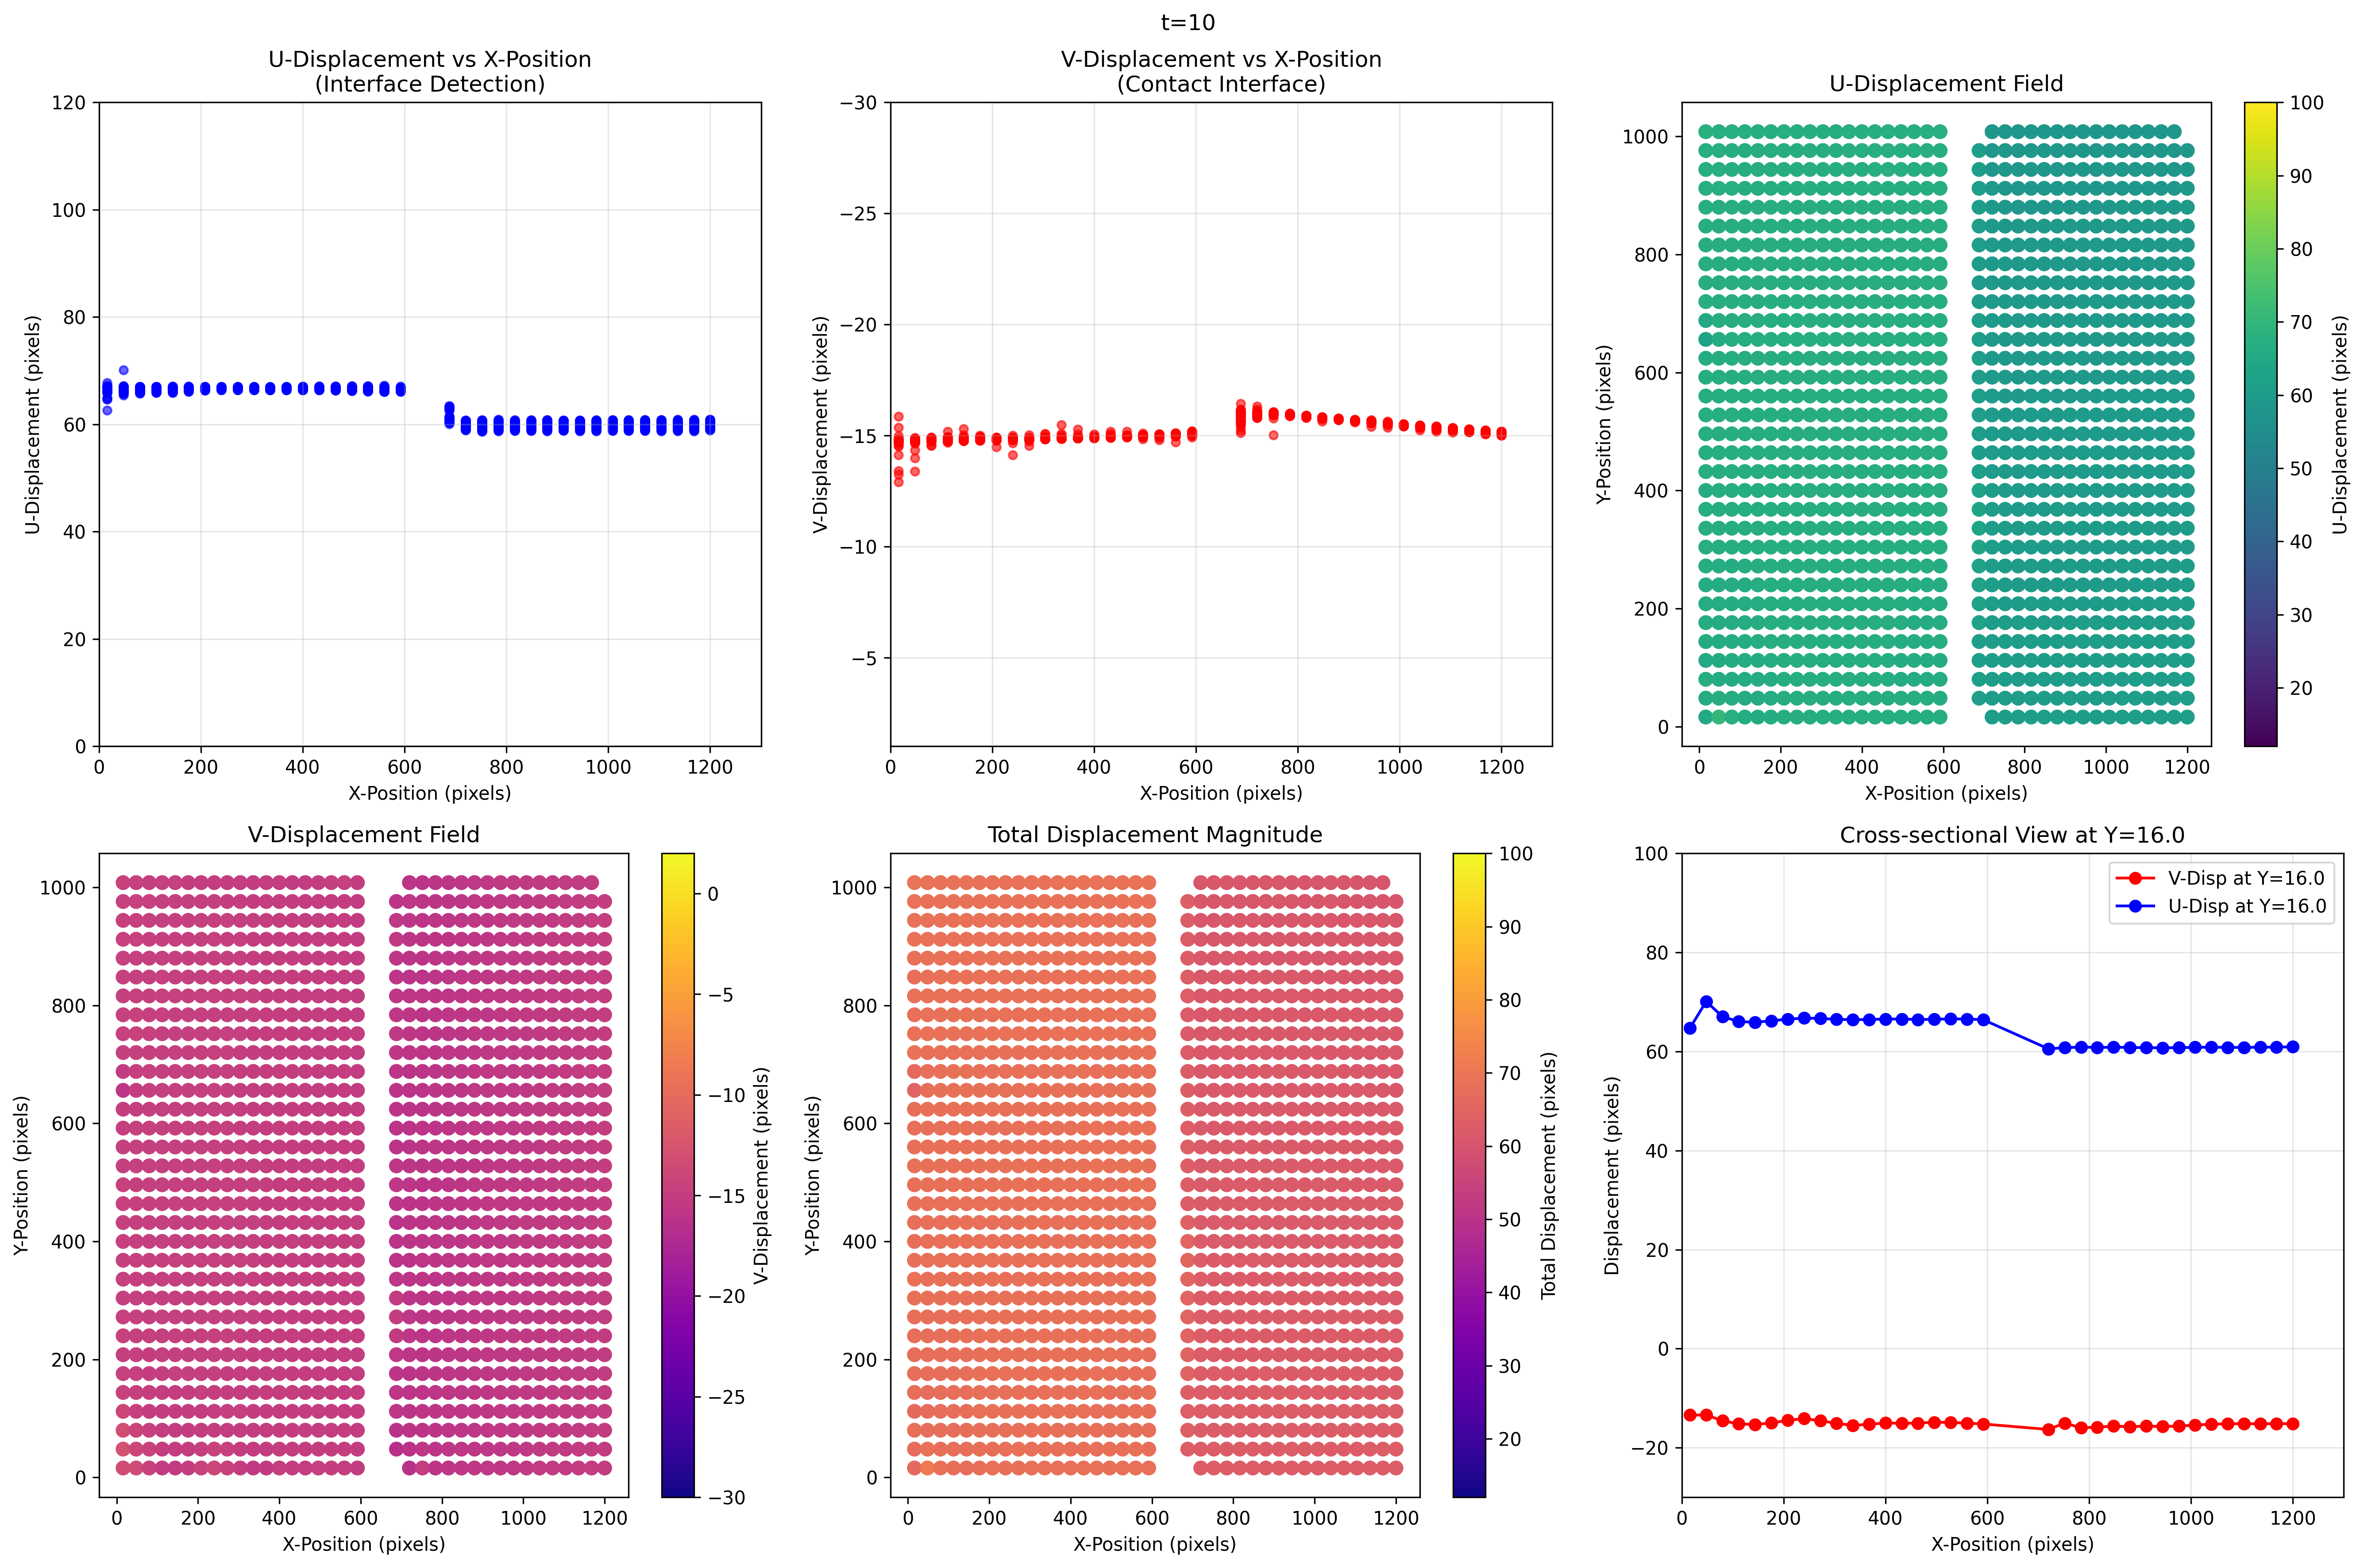 t=10
U-Displacement vs X-Position
(Interface Detection)
120
100
80
60
40
20
0
0 200 400 600 800 1000 1200
X-Position (pixels)
U-Displacement (pixels)
V-Displacement vs X-Position
(Contact Interface)
−30
−25
−20
−15
−10
−5
0 200 400 600 800 1000 1200
X-Position (pixels)
V-Displacement (pixels)
U-Displacement Field
1000
800
600
400
200
0
0 200 400 600 800 1000 1200
X-Position (pixels)
Y-Position (pixels)
100
90
80
70
60
50
40
30
20
U-Displacement (pixels)
V-Displacement Field
1000
800
600
400
200
0
0 200 400 600 800 1000 1200
X-Position (pixels)
Y-Position (pixels)
0
−5
−10
−15
−20
−25
−30
V-Displacement (pixels)
Total Displacement Magnitude
1000
800
600
400
200
0
0 200 400 600 800 1000 1200
X-Position (pixels)
Y-Position (pixels)
100
90
80
70
60
50
40
30
20
Total Displacement (pixels)
Cross-sectional View at Y=16.0
V-Disp at Y=16.0
U-Disp at Y=16.0
100
80
60
40
20
0
−20
0 200 400 600 800 1000 1200
X-Position (pixels)
Displacement (pixels)